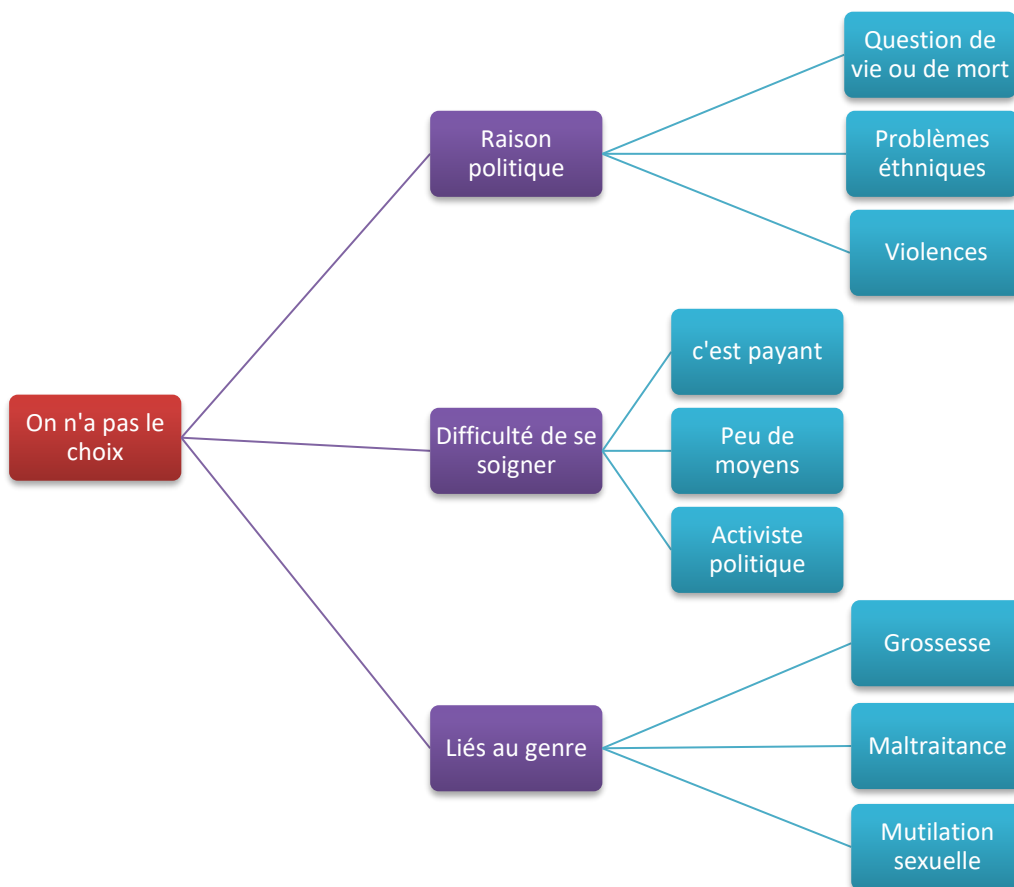 On n'a pas le
choix
Raison
politique
Question de
vie ou de mort
Problèmes
éthniques
Violences
Difficulté de se
soigner
c'est payant
Peu de
moyens
Activiste
politique
Liés au genre
Grossesse
Maltraitance
Mutilation
sexuelle